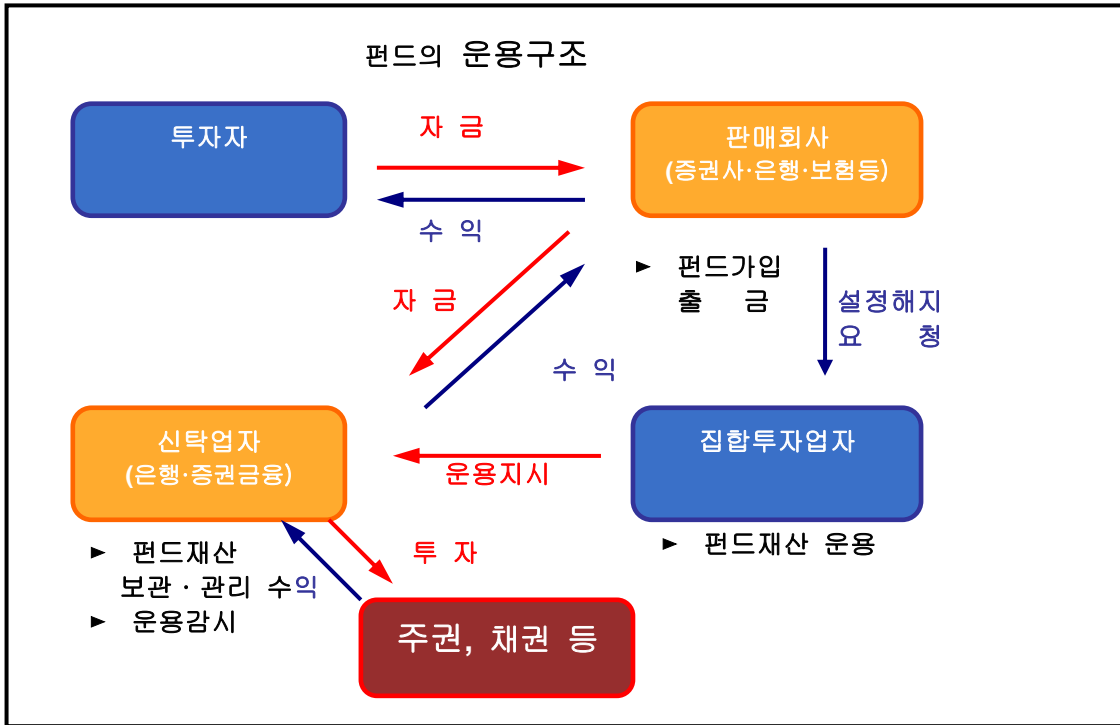 펀드의 운용구조
투자자
자 금
수 익
판매회사
(증권사·은행·보험등)
► 펀드가입
출 금
설정해지
요 청
자 금
수 익
신탁업자
(은행·증권금융)
운용지시
집합투자업자
► 펀드재산 운용
► 펀드재산
보관 · 관리 수익
► 운용감시
투 자
주권, 채권 등